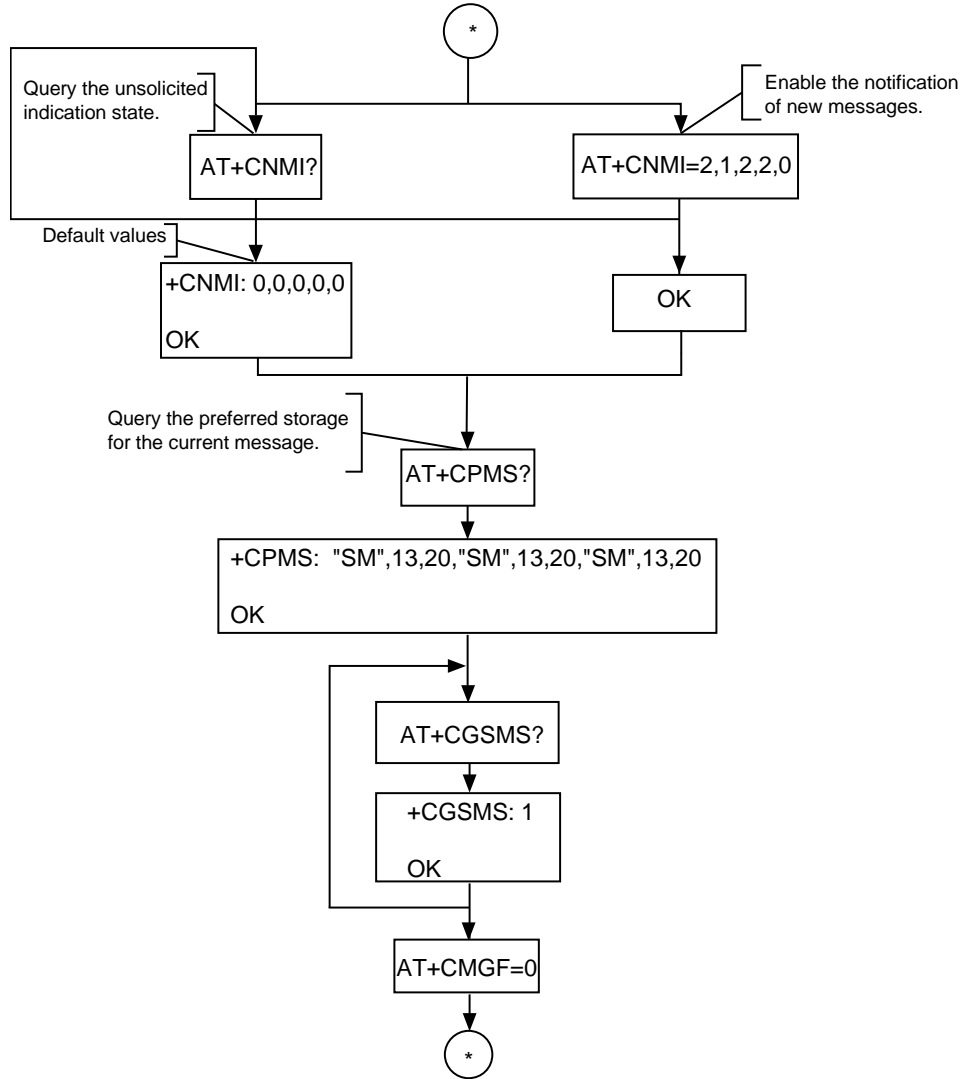 *
Query the unsolicited
indication state.
Enable the notification
of new messages.
AT+CNMI?
AT+CNMI=2,1,2,2,0
Default values
+CNMI: 0,0,0,0,0
OK
OK
Query the preferred storage
for the current message.
AT+CPMS?
+CPMS: "SM",13,20,"SM",13,20,"SM",13,20
OK
AT+CGSMS?
+CGSMS: 1
OK
AT+CMGF=0
*